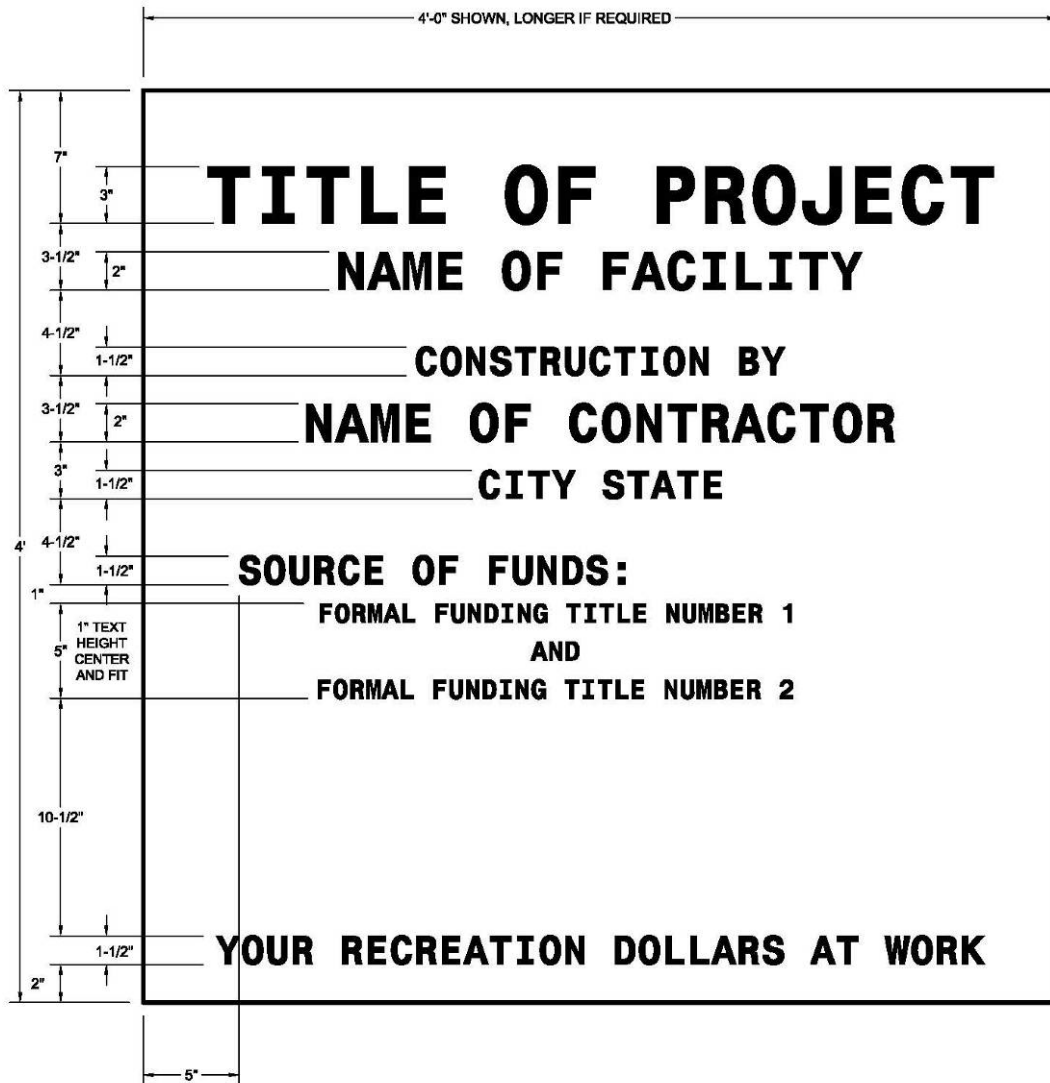 4'-0" SHOWN, LONGER IF REQUIRED
7"
3"
TITLE OF PROJECT
3-1/2"
2"
NAME OF FACILITY
4-1/2"
1-1/2"
CONSTRUCTION BY
3-1/2"
2"
NAME OF CONTRACTOR
3"
1-1/2"
CITY STATE
4'
4-1/2"
1-1/2"
SOURCE OF FUNDS:
1"
FORMAL FUNDING TITLE NUMBER 1
5"
1" TEXT
HEIGHT
CENTER
AND FIT
AND
FORMAL FUNDING TITLE NUMBER 2
10-1/2"
1-1/2"
YOUR RECREATION DOLLARS AT WORK
2"
5"